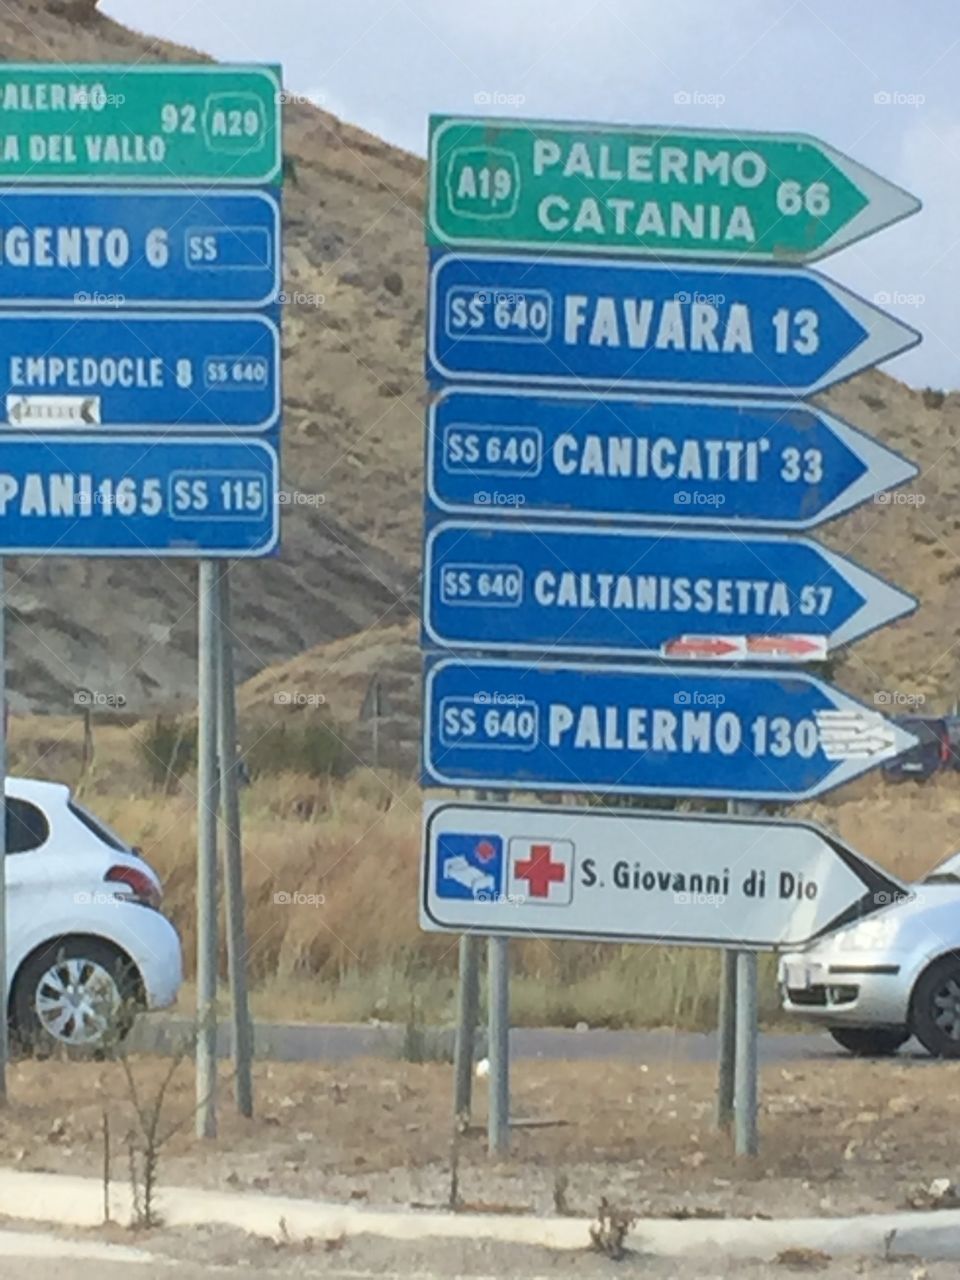 ALERMO
92 A29
A DEL VALLO
IGENTO 6 SS
EMPEDOCLE 8 SS 640
PANI 165 SS 115
A19 PALERMO
CATANIA 66
SS 640 FAVARA 13
SS 640 CANICATTI' 33
SS 640 CALTANISSETTA 57
SS 640 PALERMO 130
S. Giovanni di Dio
foap